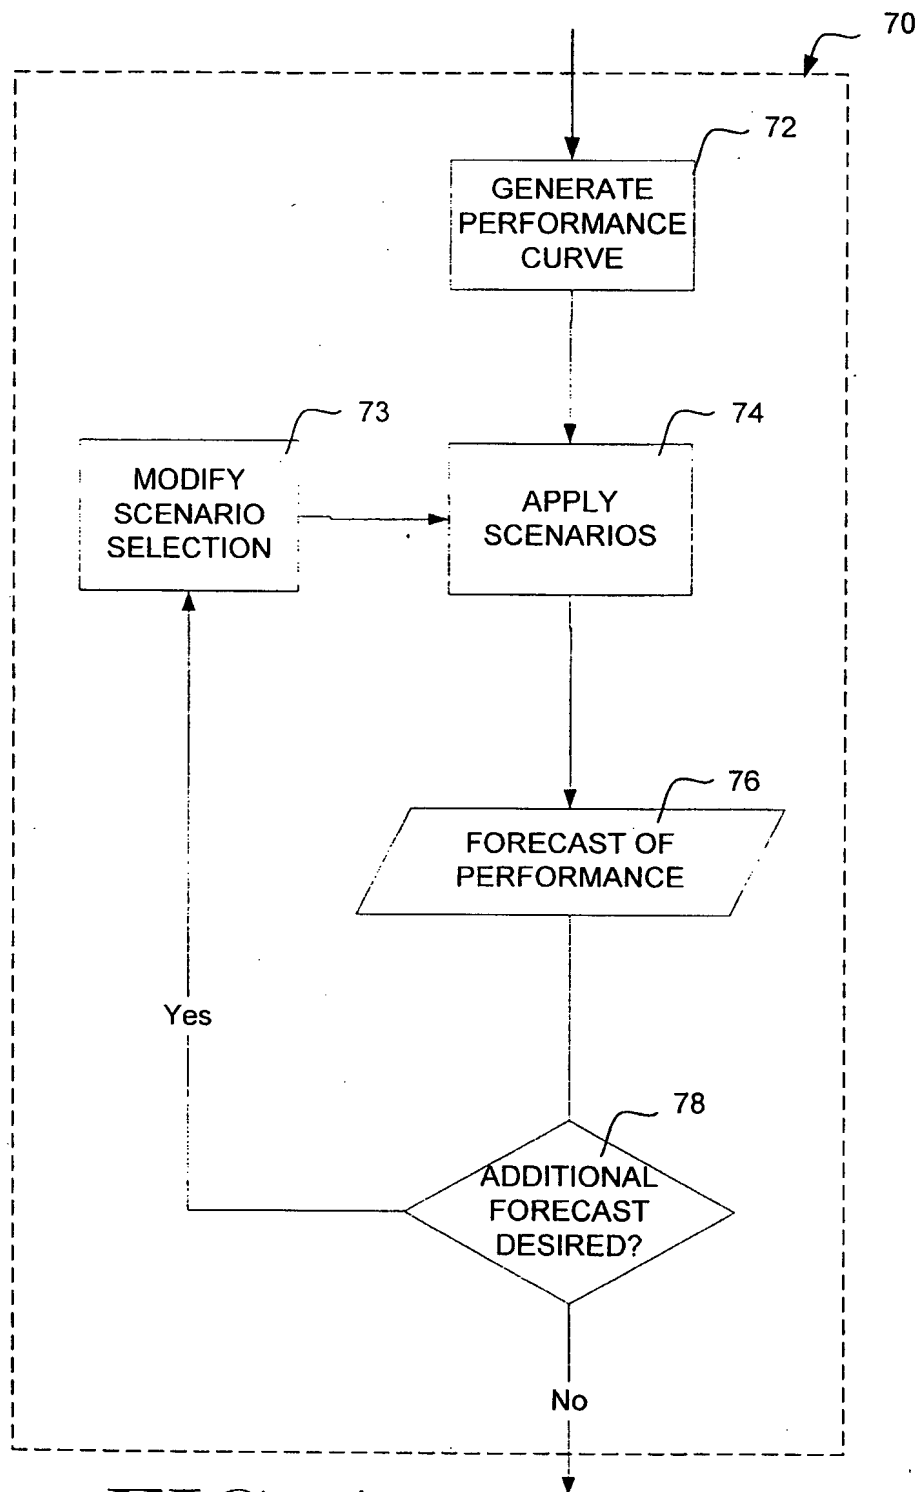 70
72
GENERATE
PERFORMANCE
CURVE
73
74
MODIFY
SCENARIO
SELECTION
APPLY
SCENARIOS
76
FORECAST OF
PERFORMANCE
Yes
78
ADDITIONAL
FORECAST
DESIRED?
No